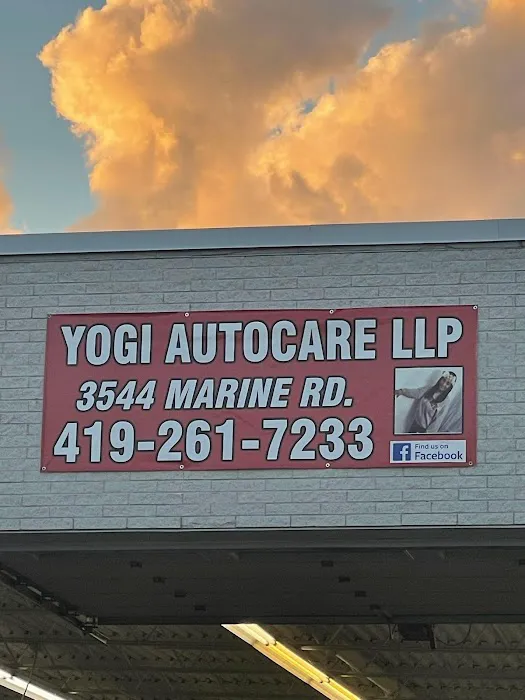 YOGI AUTOCARE LLP
3544 MARINE RD.
419-261-7233
f Find us on
Facebook